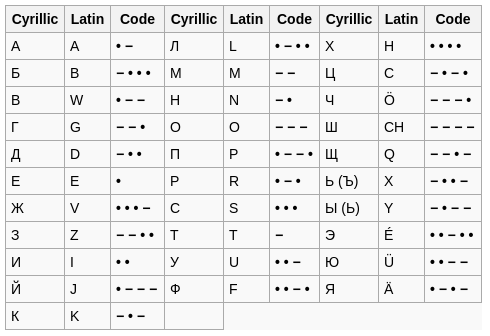 Cyrillic Latin Code Cyrillic Latin Code Cyrillic Latin Code
А A • − Л L • − • • Х H • • • •
Б B − • • • М M − − Ц C − • − •
В W • − − Н N − • Ч Ö − − − •
Г G − − • О O − − − Ш CH − − − −
Д D − • • П P • − − • Щ Q − − • −
Е E • Р R • − • Ь (Ъ) X − • • −
Ж V • • • − С S • • • Ы (Ь) Y − • − −
З Z − − • • Т T − Э É • • − • •
И I • • У U • • − Ю Ü • • − −
Й J • − − − Ф F • • − • Я Ä • − • −
К K − • −